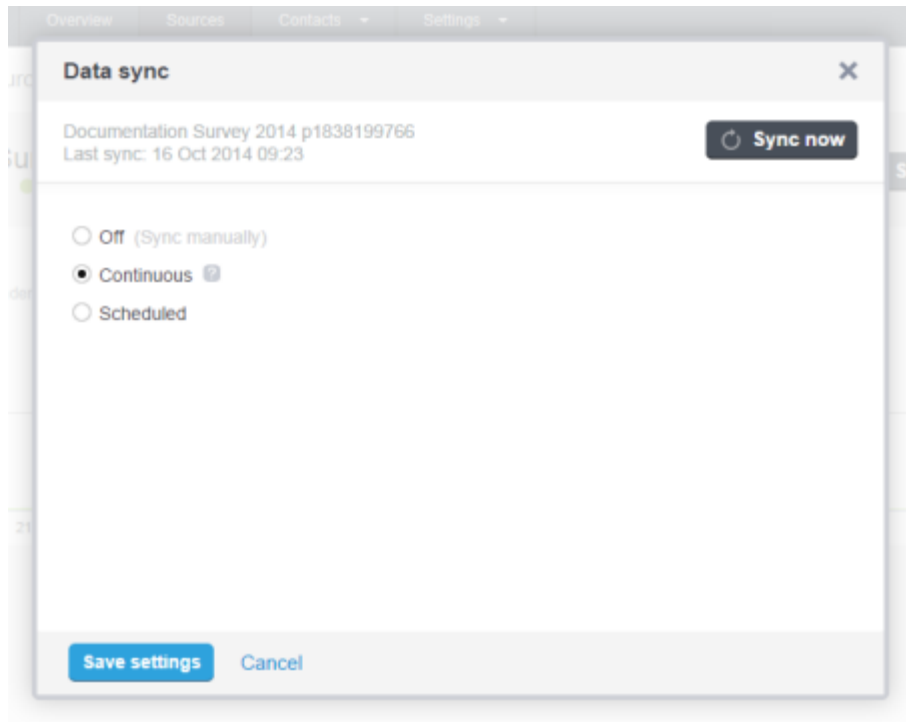 Overview Sources Contacts Settings
Data sync
Documentation Survey 2014 p1838199766
Last sync: 16 Oct 2014 09:23
Sync now
Off (Sync manually)
Continuous ?
Scheduled
21
Save settings Cancel